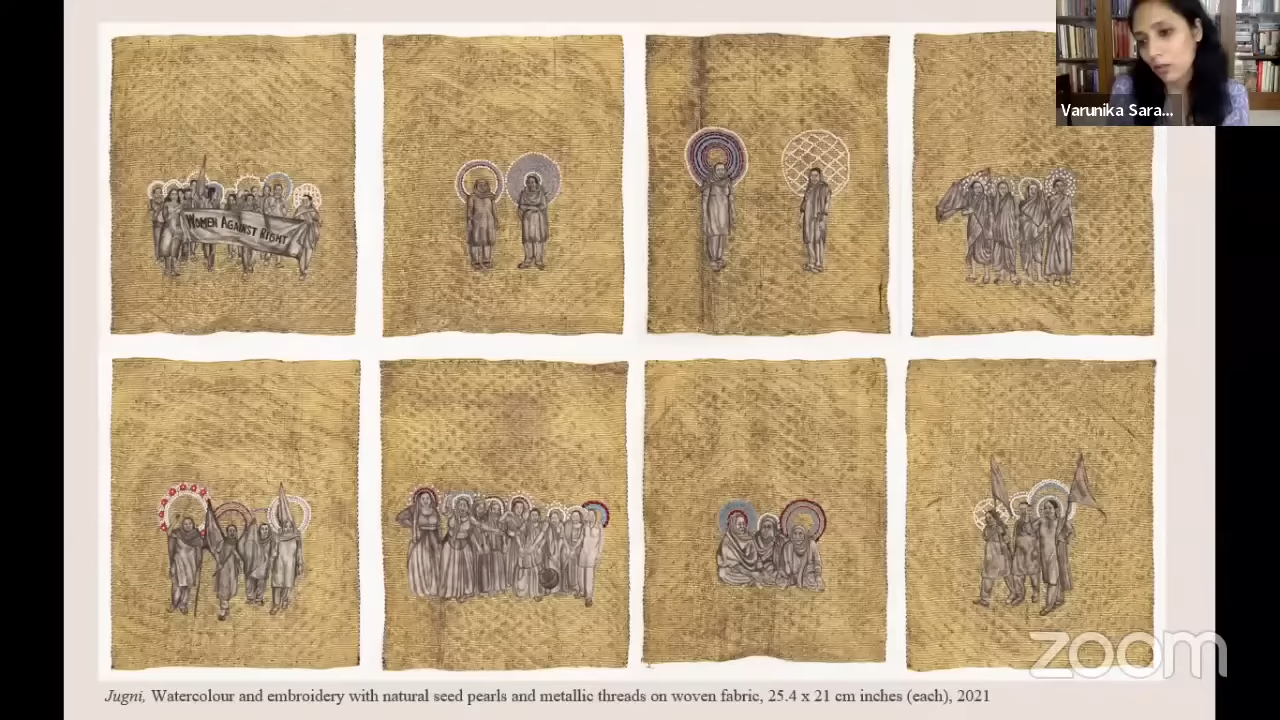 Varunika Sara...
WOMEN AGAINST RIGHT
zoom
Jugni, Watercolour and embroidery with natural seed pearls and metallic threads on woven fabric, 25.4 x 21 cm inches (each), 2021